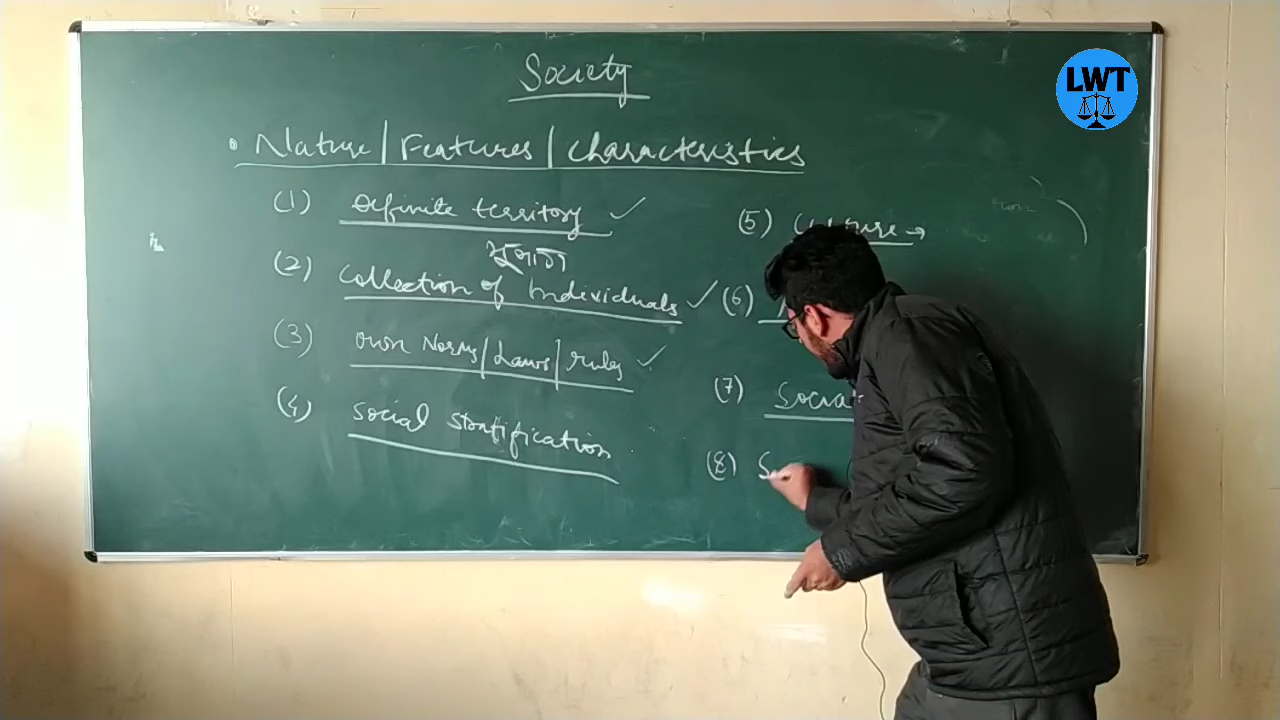 LWT
Society
Nature | Features | Characteristics
(1) Definite territory ✓
(2) Collection of Individuals ✓
(3) Own Norms | Laws | rules ✓
(4) social stratification
(5) →
(6)
(7) Social
(8) S